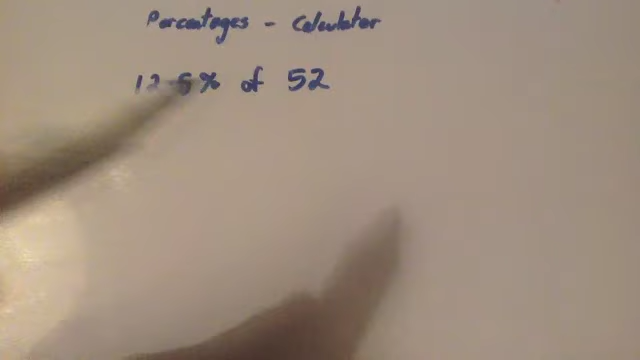 Percentages - Calculator
12.5% of 52